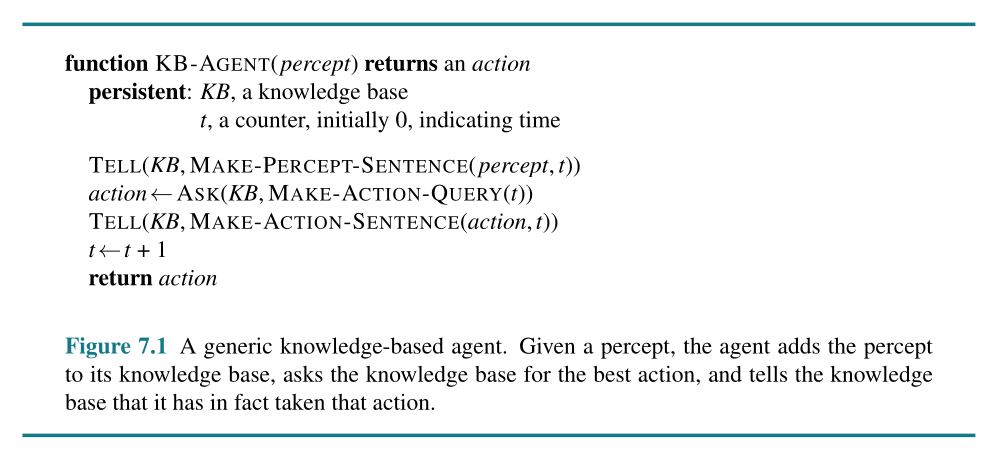 function KB-AGENT(percept) returns an action
persistent: KB, a knowledge base
t, a counter, initially 0, indicating time
TELL(KB, MAKE-PERCEPT-SENTENCE(percept, t))
action ← ASK(KB, MAKE-ACTION-QUERY(t))
TELL(KB, MAKE-ACTION-SENTENCE(action, t))
t ← t + 1
return action
Figure 7.1 A generic knowledge-based agent. Given a percept, the agent adds the percept
to its knowledge base, asks the knowledge base for the best action, and tells the knowledge
base that it has in fact taken that action.